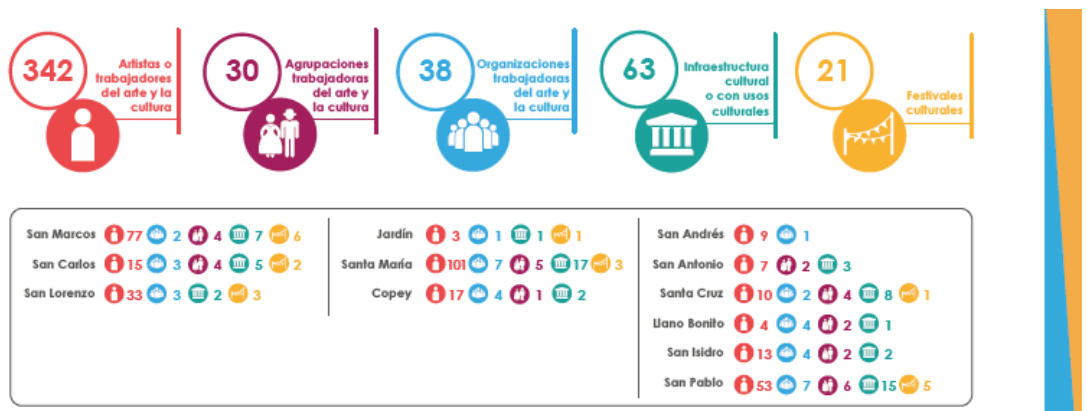 342
Artistas o
trabajadores
del arte y la
cultura
30
Agrupaciones
trabajadoras
del arte y
la cultura
38
Organizaciones
trabajadoras
del arte y
la cultura
63
Infraestructura
cultural
o con usos
culturales
21
Festivales
culturales
San Marcos 77 2 4 7 6
San Carlos 15 3 4 5 2
San Lorenzo 33 3 2 3
Jardín 3 1 1 1
Santa María 101 7 5 17 3
Copey 17 4 1 2
San Andrés 9 1
San Antonio 7 2 3
Santa Cruz 10 2 4 8 1
Llano Bonito 4 4 2 1
San Isidro 13 4 2 2
San Pablo 53 7 6 15 5